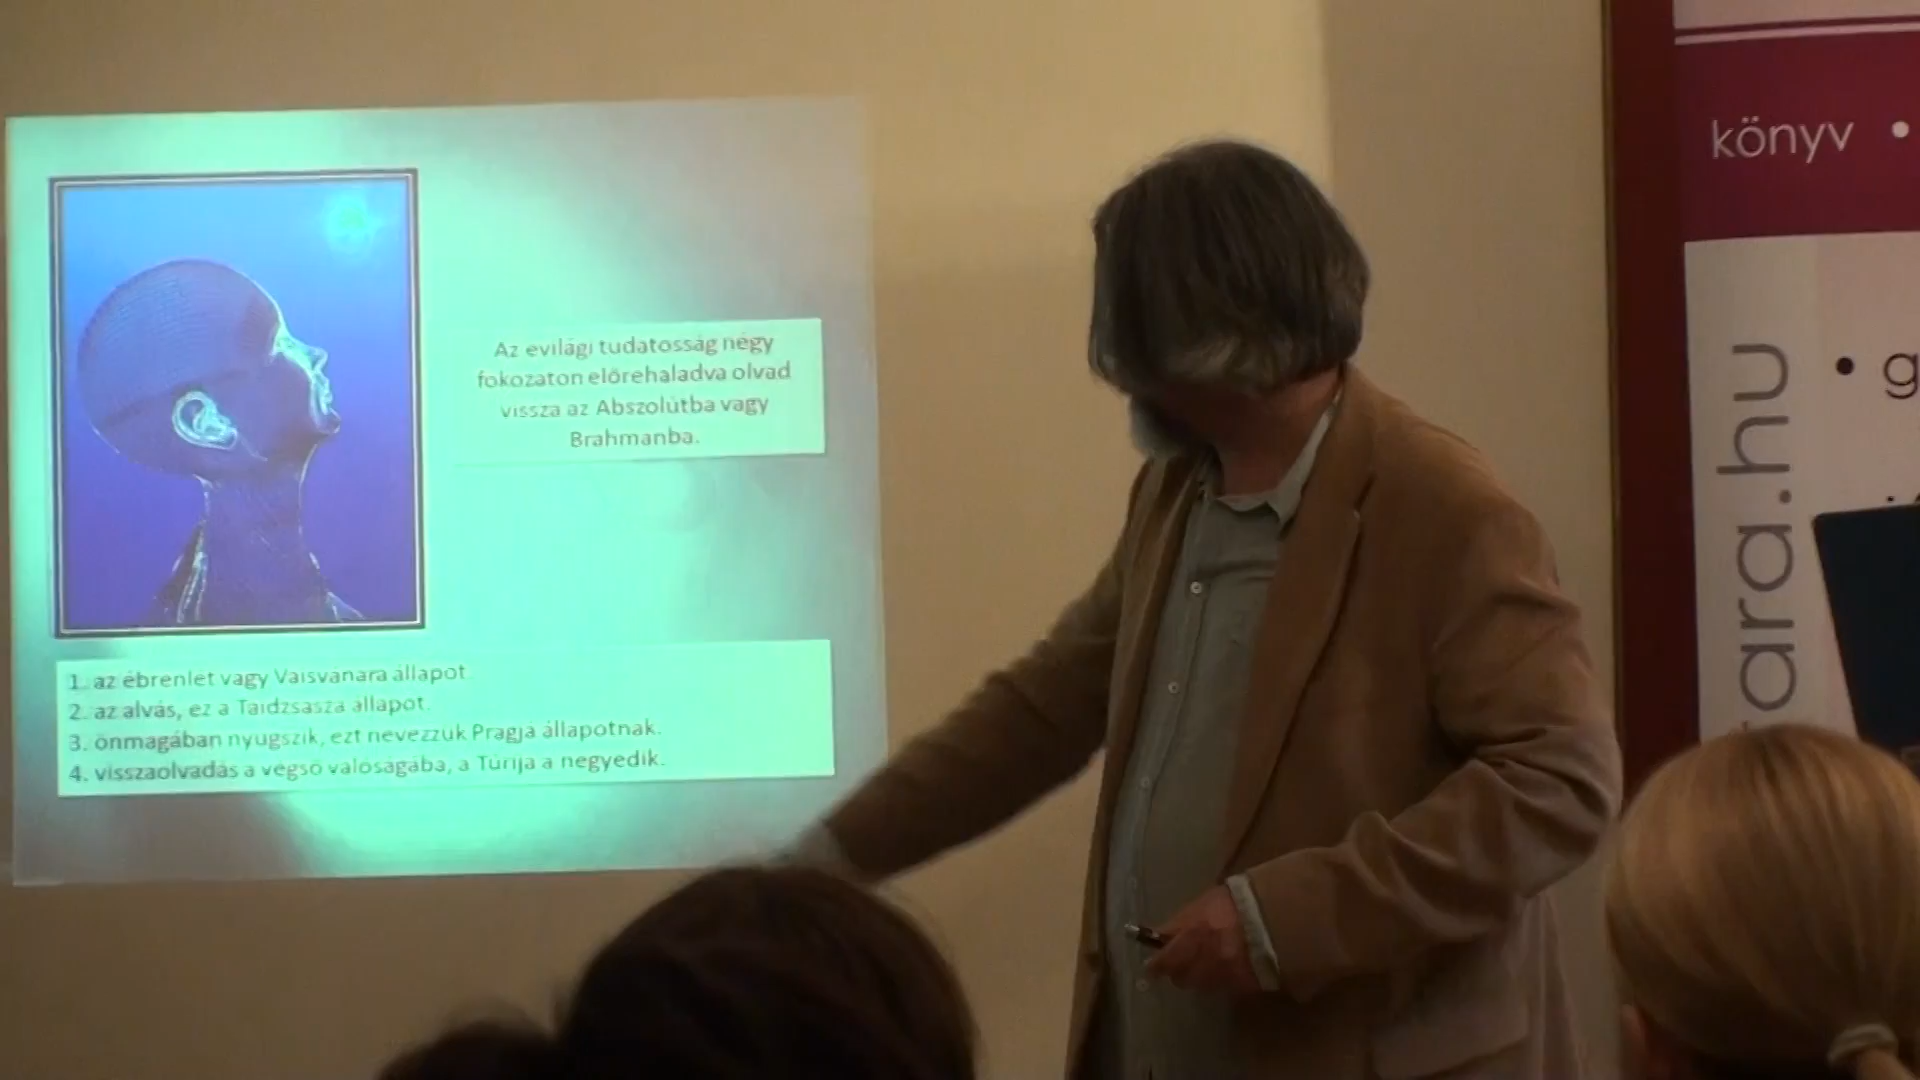 Az evilági tudatosság négy
fokozaton előrehaladva olvad
vissza az Abszolútba vagy
Brahmanba.
1. az ébrenlét vagy Vaisvánara állapot.
2. az alvás, ez a Taidzsasza állapot.
3. önmagában nyugszik, ezt nevezzük Pragjá állapotnak.
4. visszaolvadás a végső valóságába, a Túrija a negyedik.
könyv •
• g
tara.hu